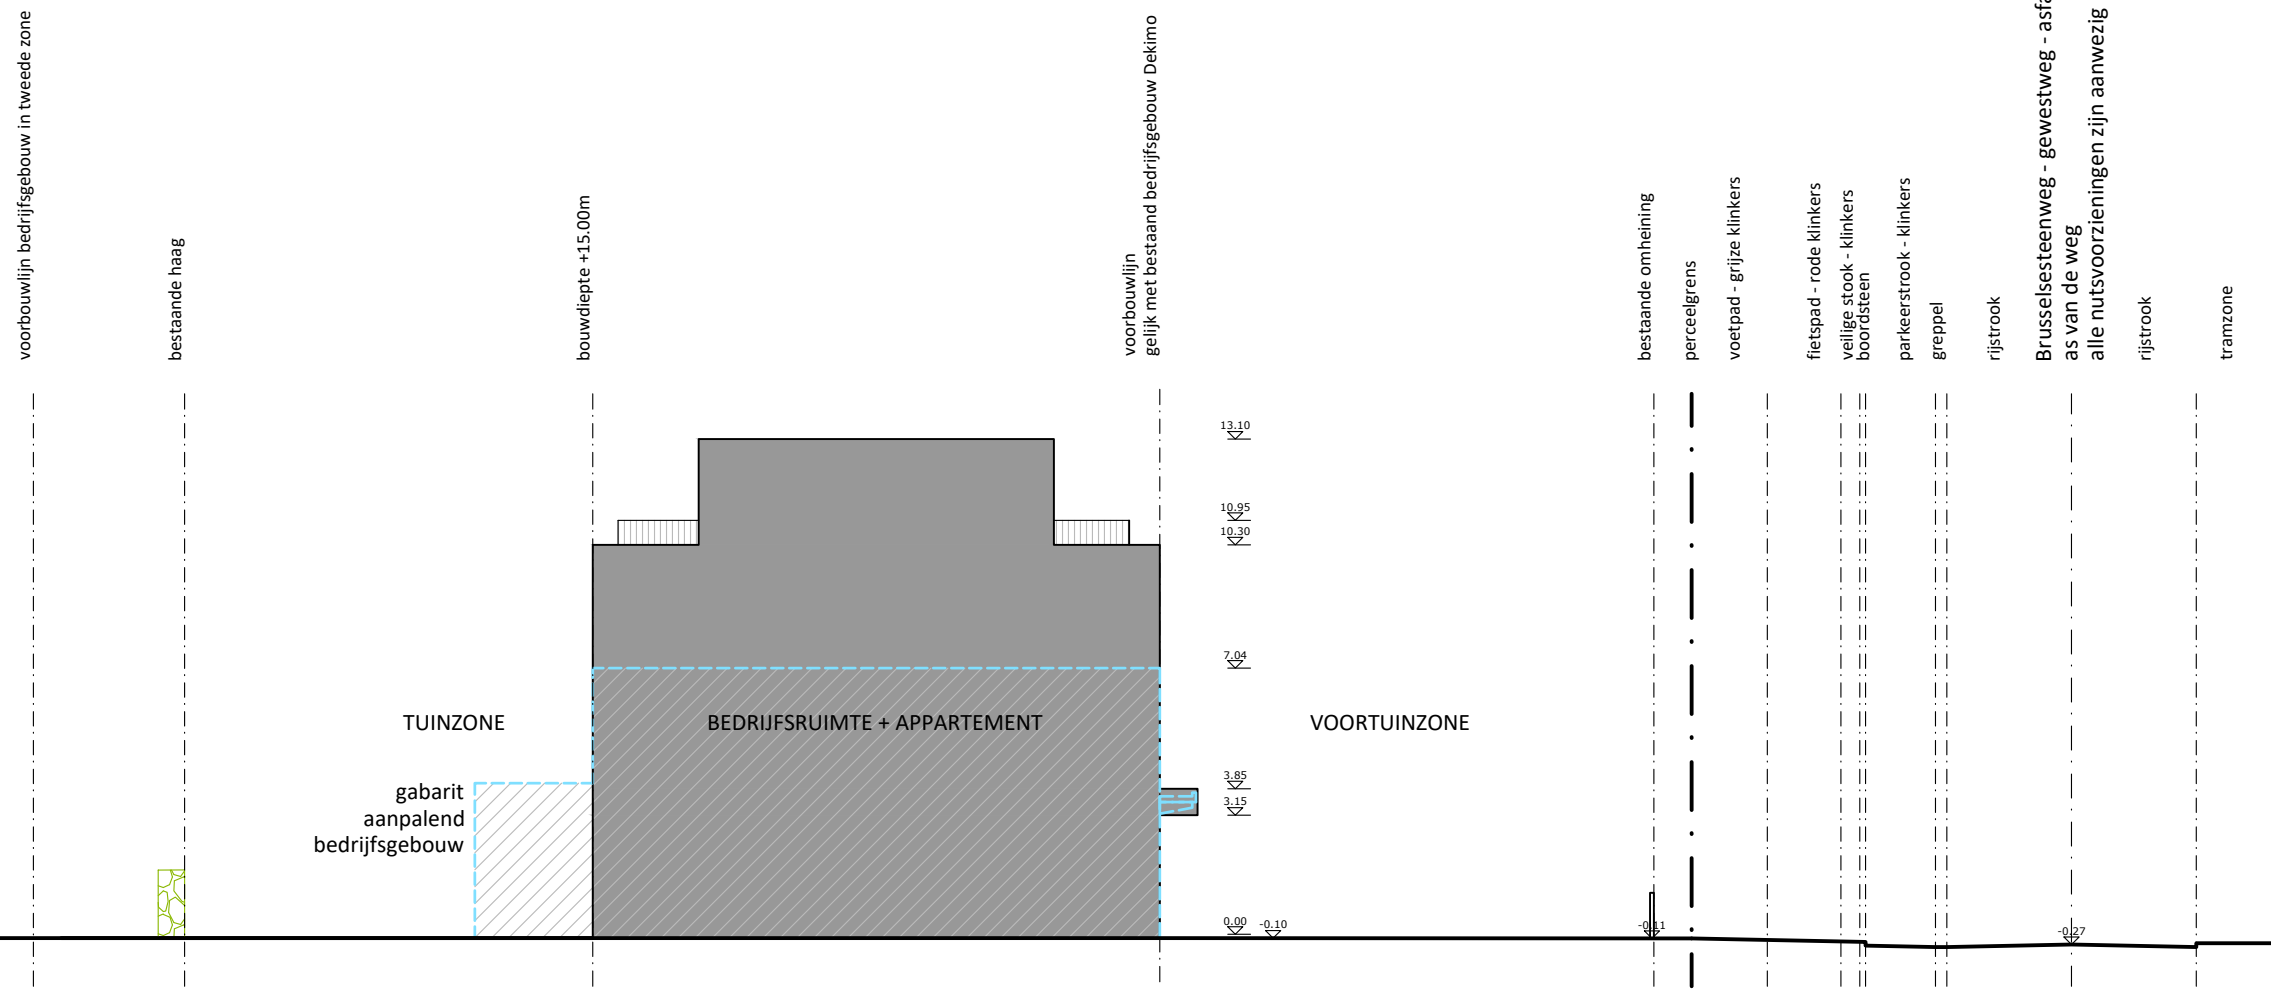 voorbouwlijn bedrijfsgebouw in tweede zone
bestaande haag
bouwdiepte +15.00m
voorbouwlijn
gelijk met bestaand bedrijfsgebouw Dekimo
bestaande omheining
perceelgrens
voetpad - grijze klinkers
fietspad - rode klinkers
veilige stook - klinkers
boordsteen
parkeerstrook - klinkers
greppel
rijstrook
Brusselsesteenweg - gewestweg -
as van de weg
alle nutsvoorzieningen zijn aanwezig
rijstrook
tramzone
13.10
10.95
10.30
7.04
TUINZONE
BEDRIJFSRUIMTE + APPARTEMENT
VOORTUINZONE
gabarit
aanpalend
bedrijfsgebouw
3.85
3.15
0.00
-0.10
-0.11
-0.27